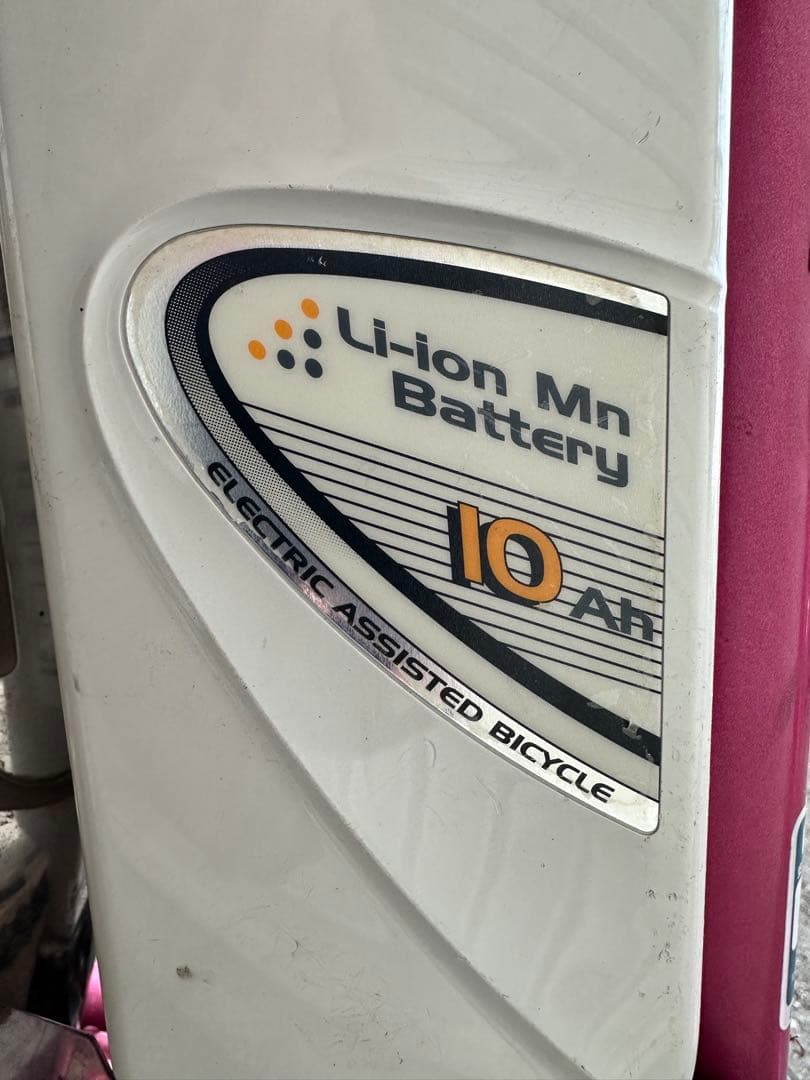 Li-ion Mn
Battery
10 Ah
ELECTRIC ASSISTED BICYCLE